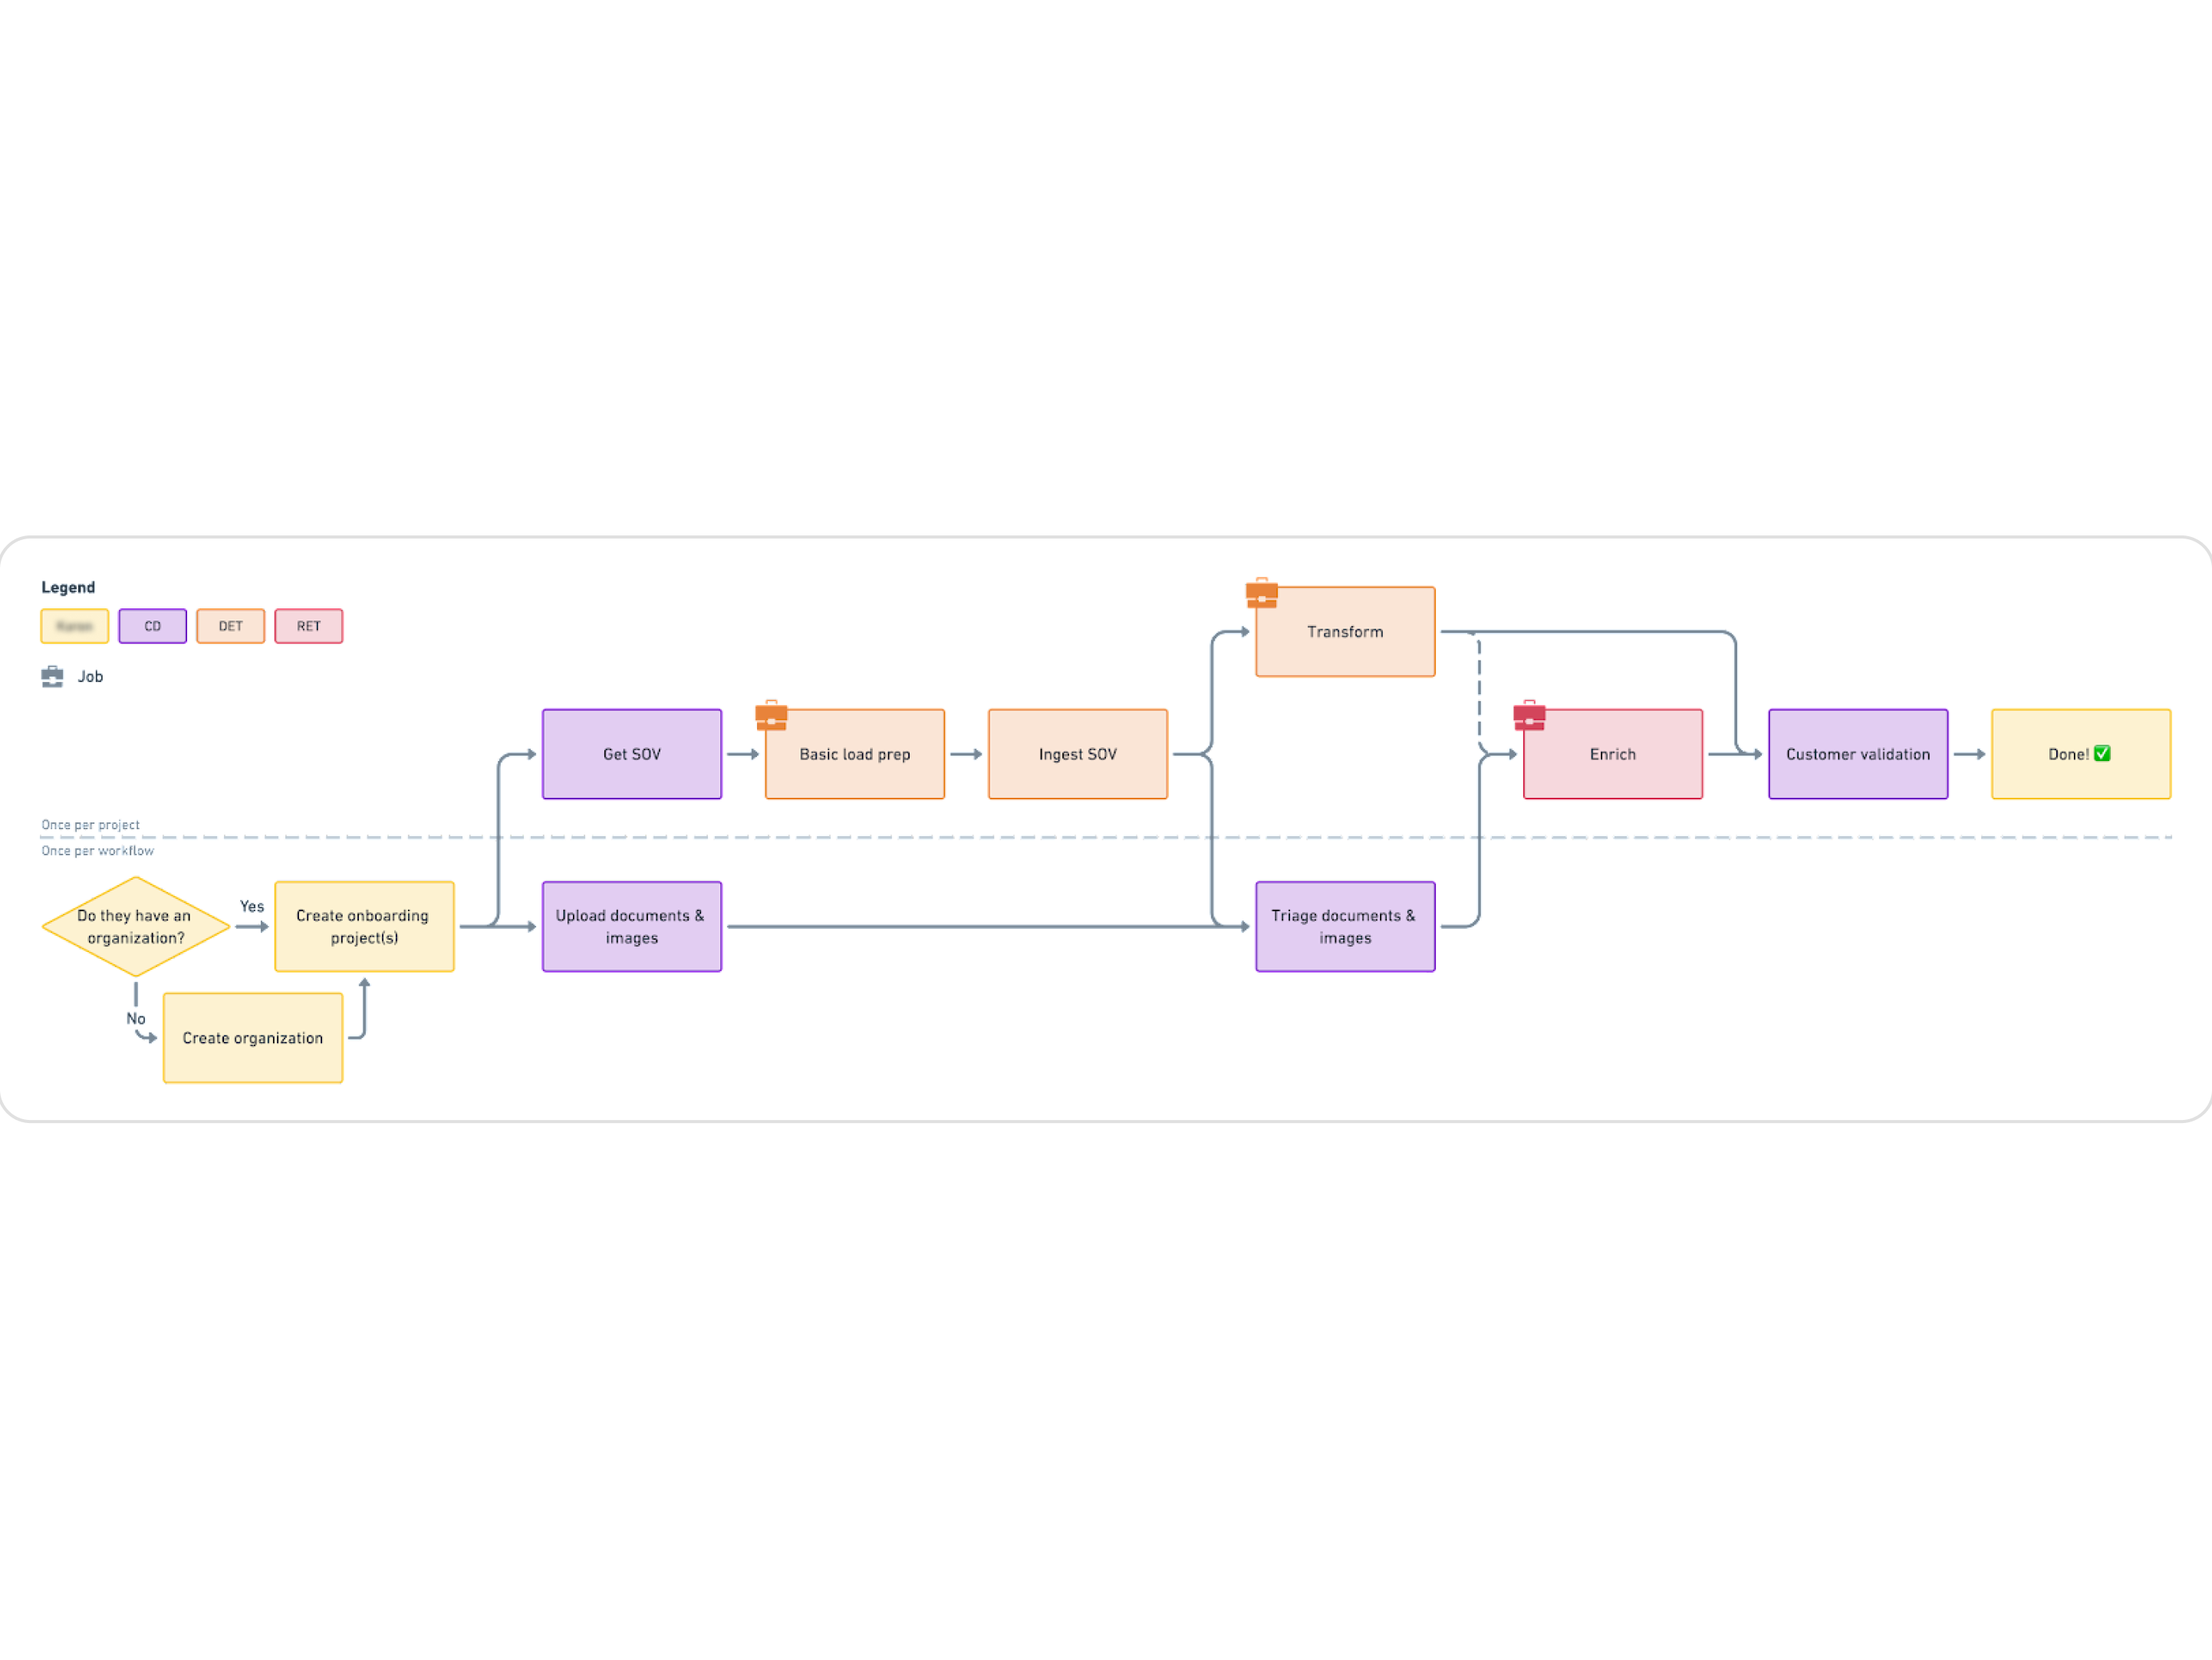 Legend
CD
DET
RET
Job
Transform
Get SOV
Basic load prep
Ingest SOV
Enrich
Customer validation
Done! ✅
Once per project
Once per workflow
Do they have an
organization?
Yes
Create onboarding
project(s)
Upload documents &
images
Triage documents &
images
No
Create organization